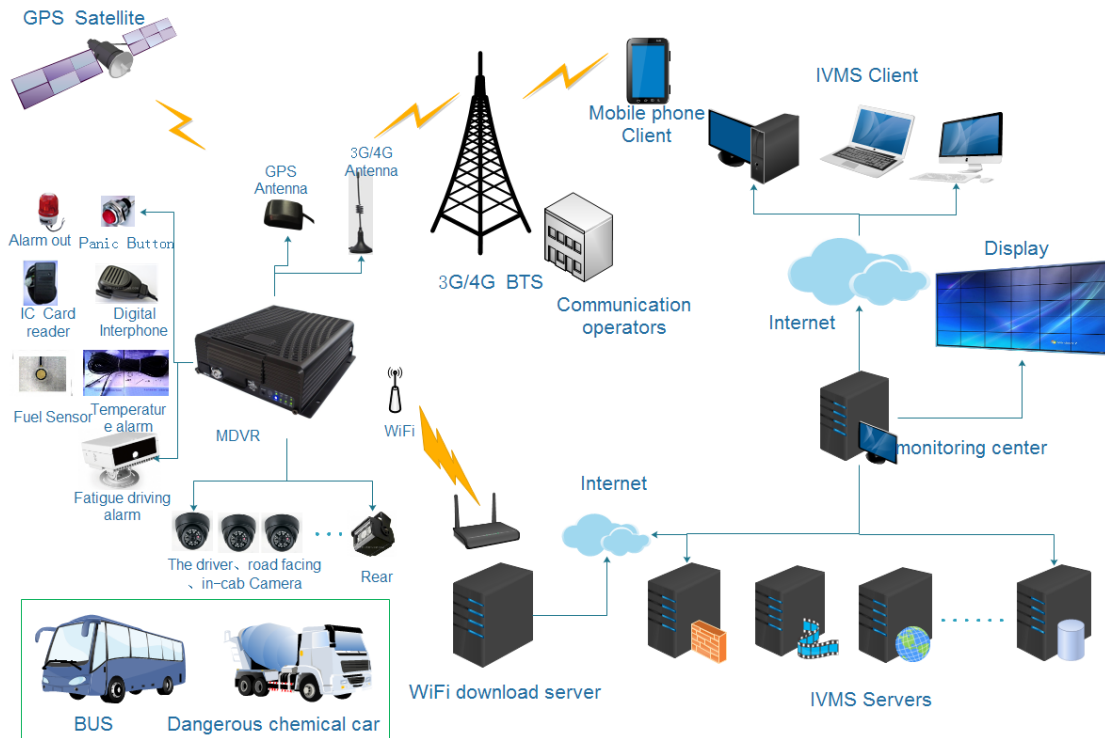 GPS Satellite
IVMS Client
Mobile phone
Client
3G/4G
Antenna
GPS
Antenna
Alarm out
Panic Button
Display
3G/4G BTS
Communication
operators
Internet
IC Card
reader
Digital
Interphone
Fuel Sensor
Temperatur
e alarm
MDVR
WiFi
monitoring center
Fatigue driving
alarm
Internet
The driver、road facing
、in-cab Camera
Rear
WiFi download server
IVMS Servers
BUS
Dangerous chemical car